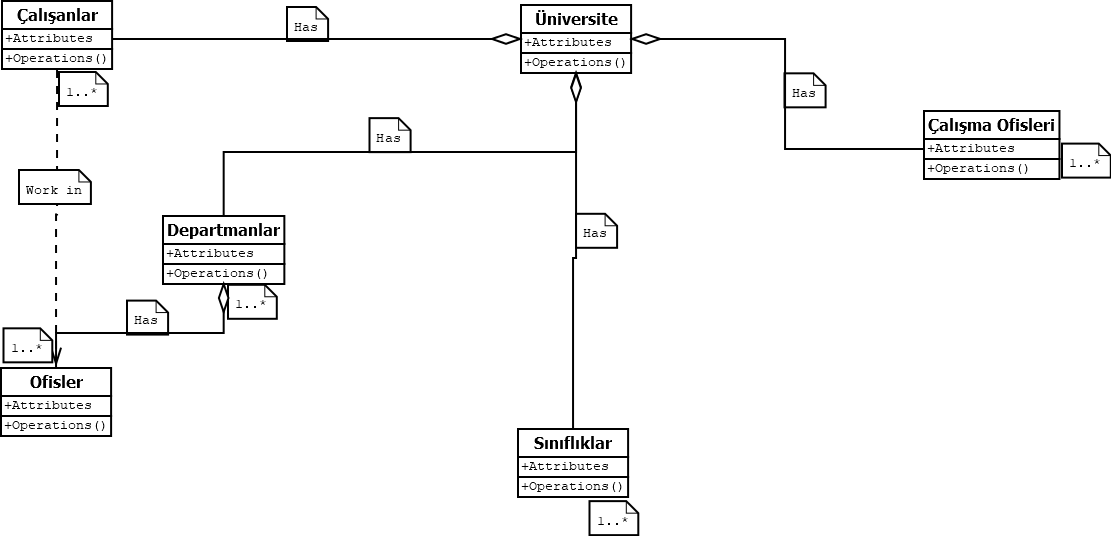 Çalışanlar
+Attributes
+Operations()
1..*
Has
Üniversite
+Attributes
+Operations()
Has
Çalışma Ofisleri
+Attributes
+Operations()
1..*
Has
Work in
Departmanlar
+Attributes
+Operations()
1..*
Has
Has
1..*
Ofisler
+Attributes
+Operations()
Sınıflıklar
+Attributes
+Operations()
1..*